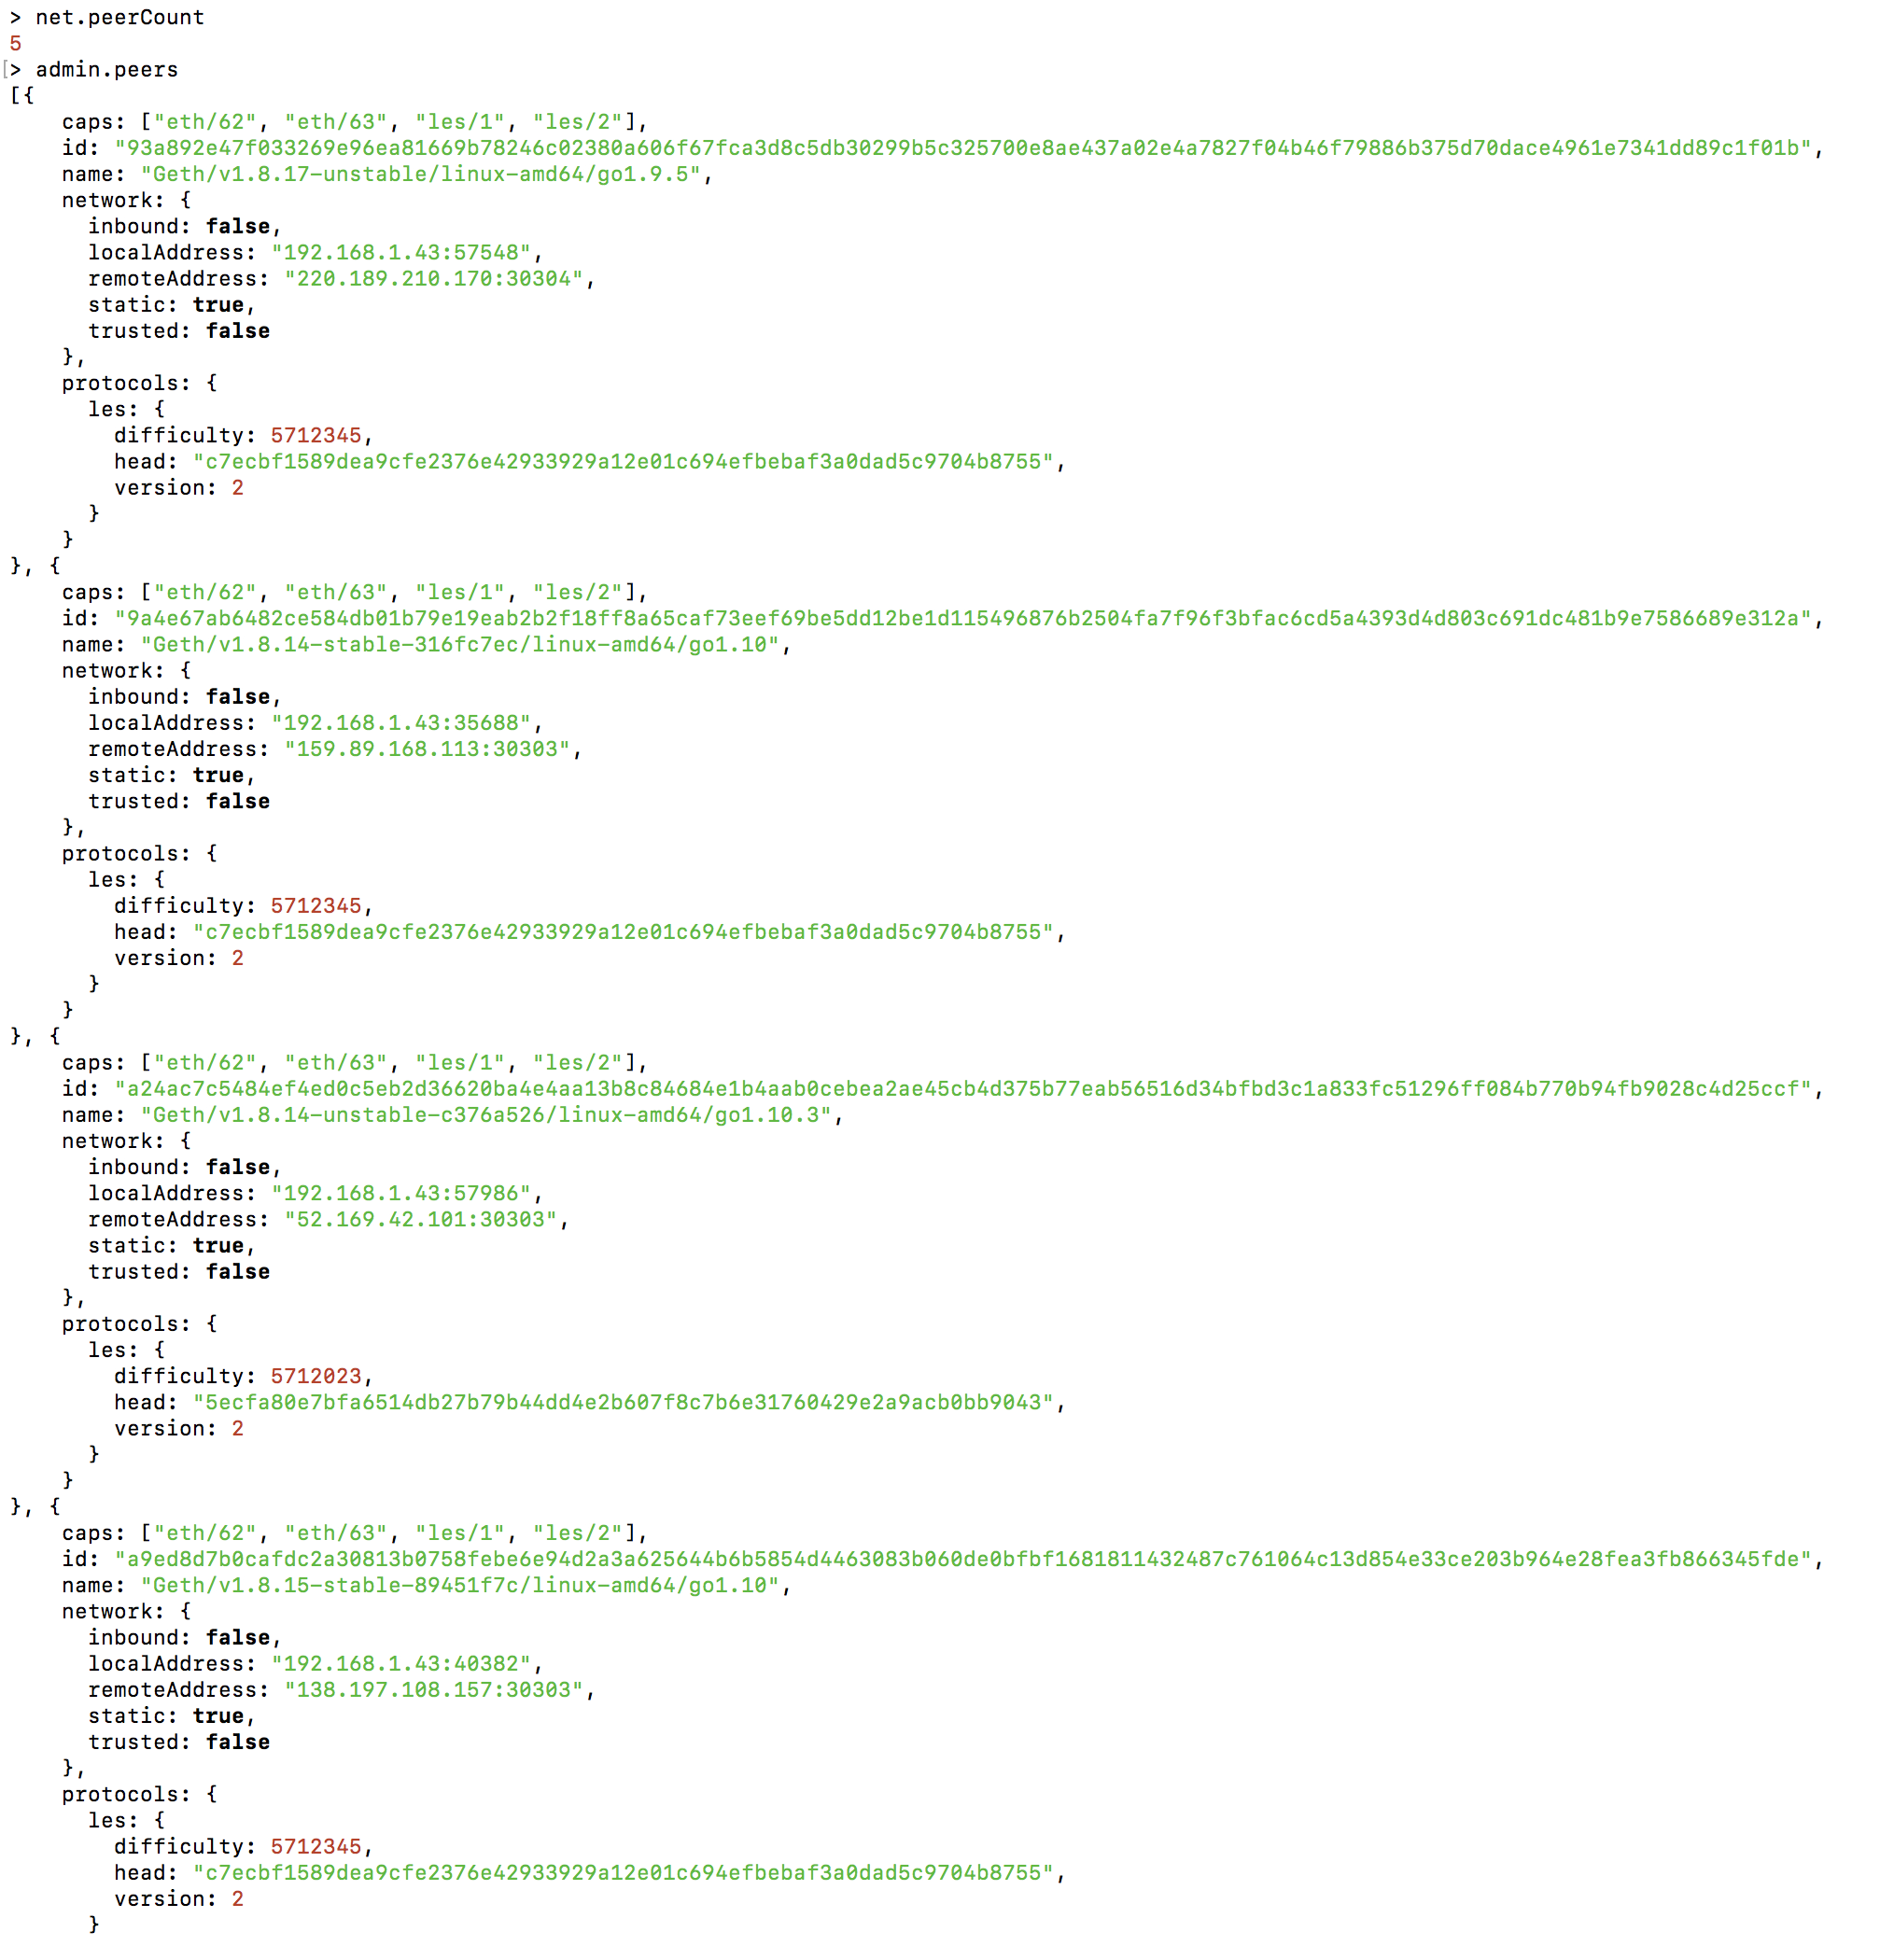 > net.peerCount
5
[> admin.peers
[{
    caps: ["eth/62", "eth/63", "les/1", "les/2"],
    id: "93a892e47f033269e96ea81669b78246c02380a606f67fca3d8c5db30299b5c325700e8ae437a02e4a7827f04b46f79886b375d70dace4961e7341dd89c1f01b",
    name: "Geth/v1.8.17-unstable/linux-amd64/go1.9.5",
    network: {
      inbound: false,
      localAddress: "192.168.1.43:57548",
      remoteAddress: "220.189.210.170:30304",
      static: true,
      trusted: false
    },
    protocols: {
      les: {
        difficulty: 5712345,
        head: "c7ecbf1589dea9cfe2376e42933929a12e01c694efbebaf3a0dad5c9704b8755",
        version: 2
      }
    }
}, {
    caps: ["eth/62", "eth/63", "les/1", "les/2"],
    id: "9a4e67ab6482ce584db01b79e19eab2b2f18ff8a65caf73eef69be5dd12be1d115496876b2504fa7f96f3bfac6cd5a4393d4d803c691dc481b9e7586689e312a",
    name: "Geth/v1.8.14-stable-316fc7ec/linux-amd64/go1.10",
    network: {
      inbound: false,
      localAddress: "192.168.1.43:35688",
      remoteAddress: "159.89.168.113:30303",
      static: true,
      trusted: false
    },
    protocols: {
      les: {
        difficulty: 5712345,
        head: "c7ecbf1589dea9cfe2376e42933929a12e01c694efbebaf3a0dad5c9704b8755",
        version: 2
      }
    }
}, {
    caps: ["eth/62", "eth/63", "les/1", "les/2"],
    id: "a24ac7c5484ef4ed0c5eb2d36620ba4e4aa13b8c84684e1b4aab0cebea2ae45cb4d375b77eab56516d34bfbd3c1a833fc51296ff084b770b94fb9028c4d25ccf",
    name: "Geth/v1.8.14-unstable-c376a526/linux-amd64/go1.10.3",
    network: {
      inbound: false,
      localAddress: "192.168.1.43:57986",
      remoteAddress: "52.169.42.101:30303",
      static: true,
      trusted: false
    },
    protocols: {
      les: {
        difficulty: 5712023,
        head: "5ecfa80e7bfa6514db27b79b44dd4e2b607f8c7b6e31760429e2a9acb0bb9043",
        version: 2
      }
    }
}, {
    caps: ["eth/62", "eth/63", "les/1", "les/2"],
    id: "a9ed8d7b0cafdc2a30813b0758febe6e94d2a3a625644b6b5854d4463083b060de0bfbf1681811432487c761064c13d854e33ce203b964e28fea3fb866345fde",
    name: "Geth/v1.8.15-stable-89451f7c/linux-amd64/go1.10",
    network: {
      inbound: false,
      localAddress: "192.168.1.43:40382",
      remoteAddress: "138.197.108.157:30303",
      static: true,
      trusted: false
    },
    protocols: {
      les: {
        difficulty: 5712345,
        head: "c7ecbf1589dea9cfe2376e42933929a12e01c694efbebaf3a0dad5c9704b8755",
        version: 2
      }